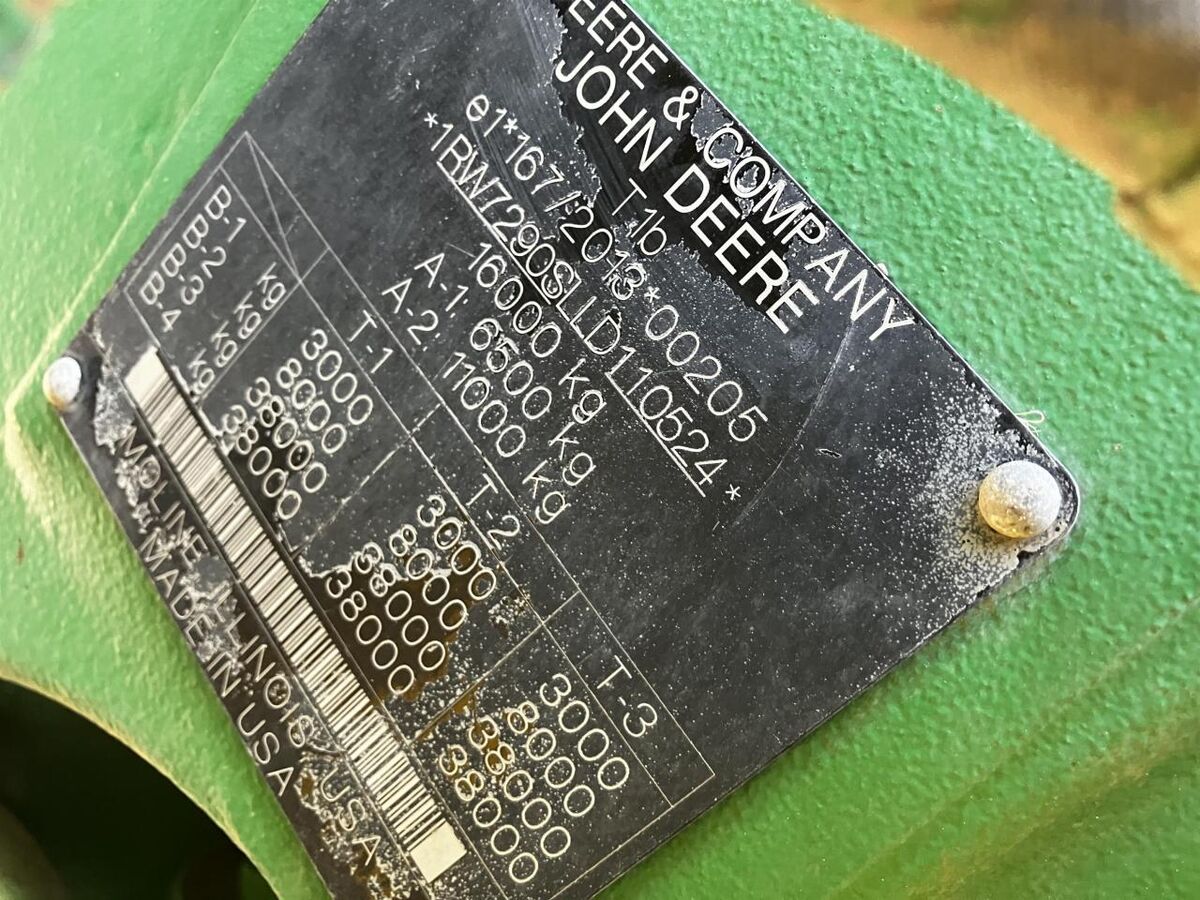 EERE & COMPANY
JOHN DEERE
T1b
e1*167/2013*00205
*1RW7290SLLD110524*
16000 kg
A-1 6500 kg
A-2 11000 kg
T-1 T-2 T-3
B-1 kg 3000 3000 3000
B-2 kg 8000 8000 8000
B-3 kg 38000 38000 38000
B-4 kg 38000 38000 38000
MOLINE ILLINOIS USA
MADE IN USA